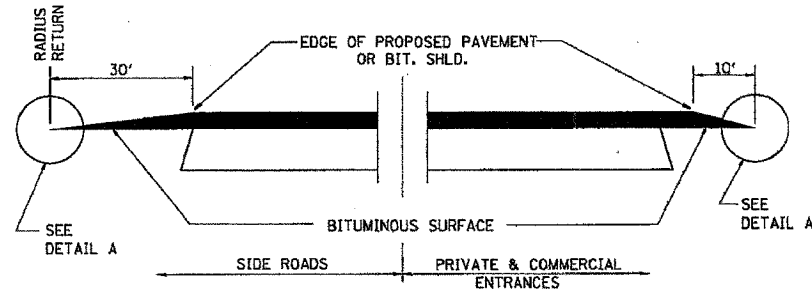 RADIUS
RETURN
30'
EDGE OF PROPOSED PAVEMENT
OR BIT. SHLD.
10'
SEE
DETAIL A
BITUMINOUS SURFACE
SEE
DETAIL A
SIDE ROADS
PRIVATE & COMMERCIAL
ENTRANCES